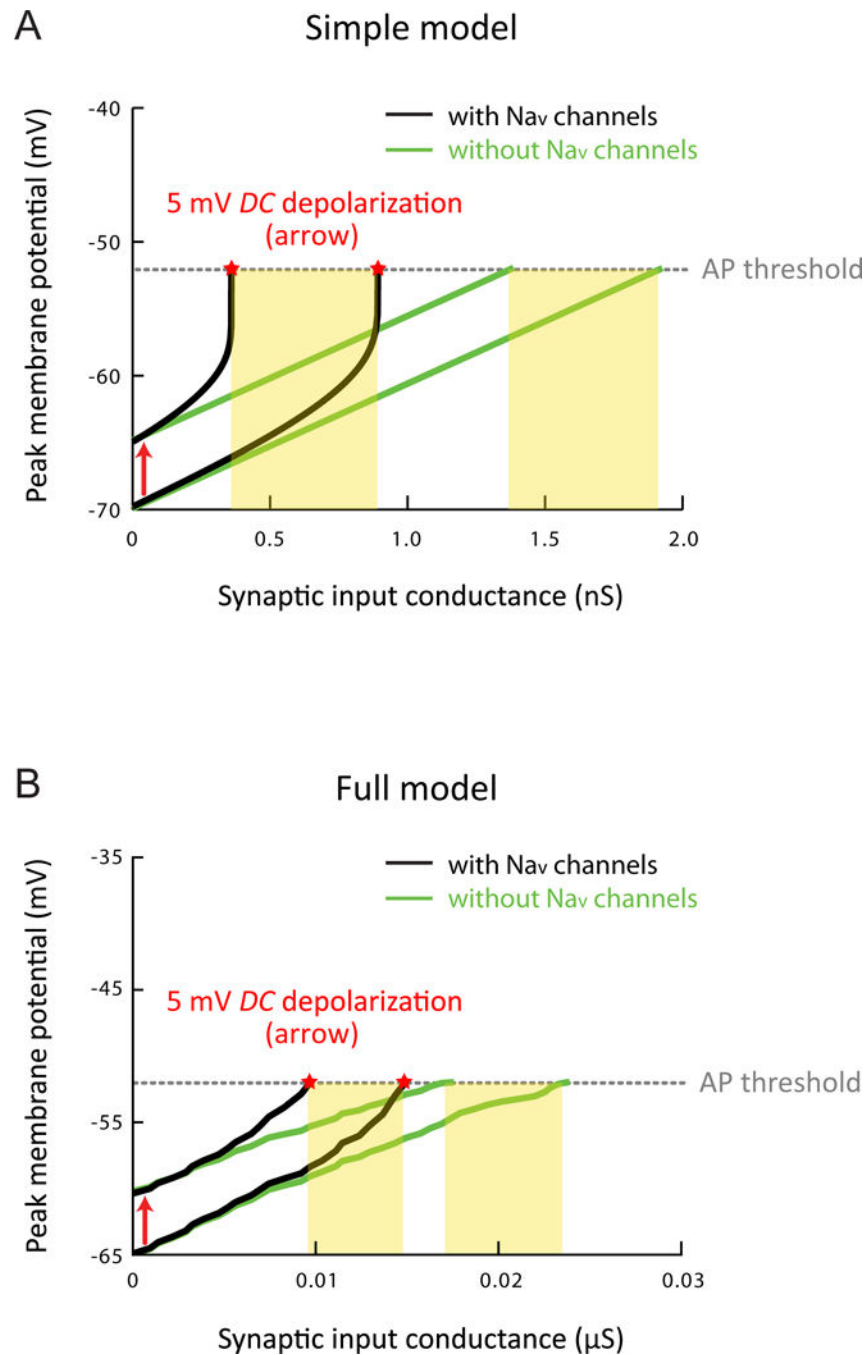 A
Simple model
-40
-50
-60
-70
Peak membrane potential (mV)
with Nav channels
without Nav channels
5 mV DC depolarization
(arrow)
AP threshold
0
0.5
1.0
1.5
2.0
Synaptic input conductance (nS)
B
Full model
-35
-45
-55
-65
Peak membrane potential (mV)
with Nav channels
without Nav channels
5 mV DC depolarization
(arrow)
AP threshold
0
0.01
0.02
0.03
Synaptic input conductance (μS)